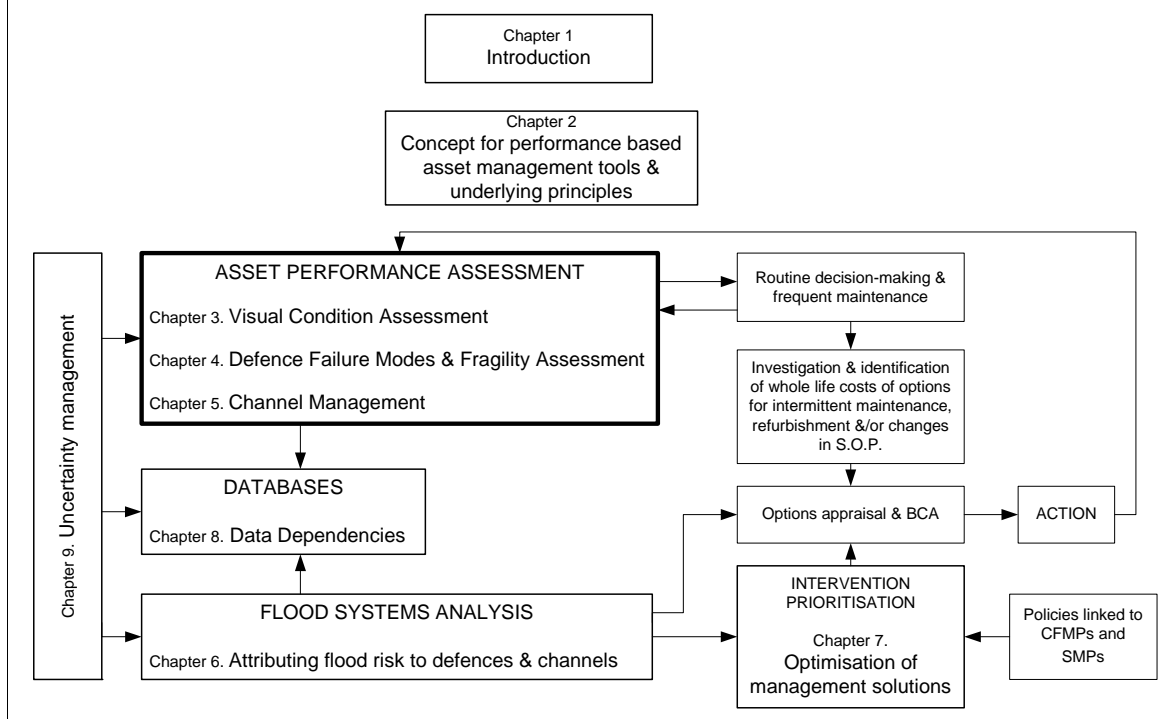 Chapter 1
Introduction
Chapter 2
Concept for performance based
asset management tools &
underlying principles
Chapter 9. Uncertainty management
ASSET PERFORMANCE ASSESSMENT
Chapter 3. Visual Condition Assessment
Chapter 4. Defence Failure Modes & Fragility Assessment
Chapter 5. Channel Management
Routine decision-making &
frequent maintenance
Investigation & identification
of whole life costs of options
for intermittent maintenance,
refurbishment &/or changes
in S.O.P.
DATABASES
Chapter 8. Data Dependencies
Options appraisal & BCA
ACTION
FLOOD SYSTEMS ANALYSIS
Chapter 6. Attributing flood risk to defences & channels
INTERVENTION
PRIORITISATION
Chapter 7.
Optimisation of
management solutions
Policies linked to
CFMPs and
SMPs